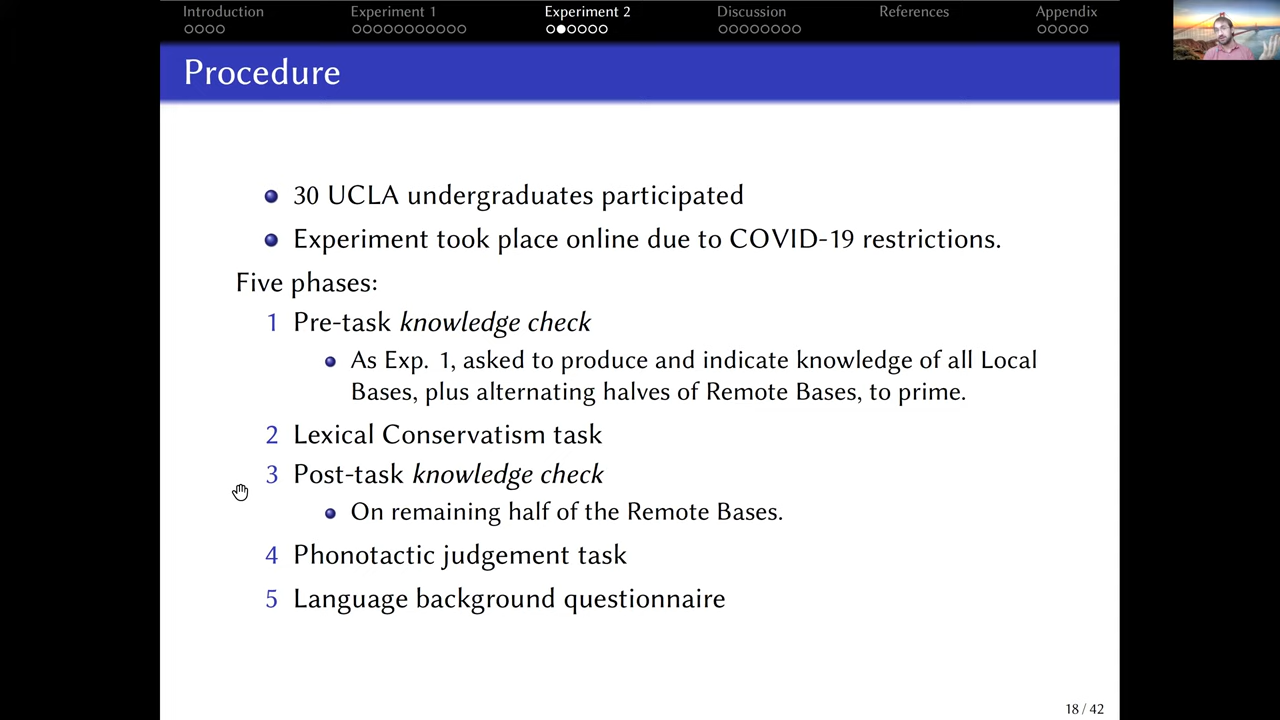 Introduction Experiment 1 Experiment 2 Discussion References Appendix
Procedure
30 UCLA undergraduates participated
Experiment took place online due to COVID-19 restrictions.
Five phases:
1 Pre-task knowledge check
As Exp. 1, asked to produce and indicate knowledge of all Local
Bases, plus alternating halves of Remote Bases, to prime.
2 Lexical Conservatism task
3 Post-task knowledge check
On remaining half of the Remote Bases.
4 Phonotactic judgement task
5 Language background questionnaire
18 / 42